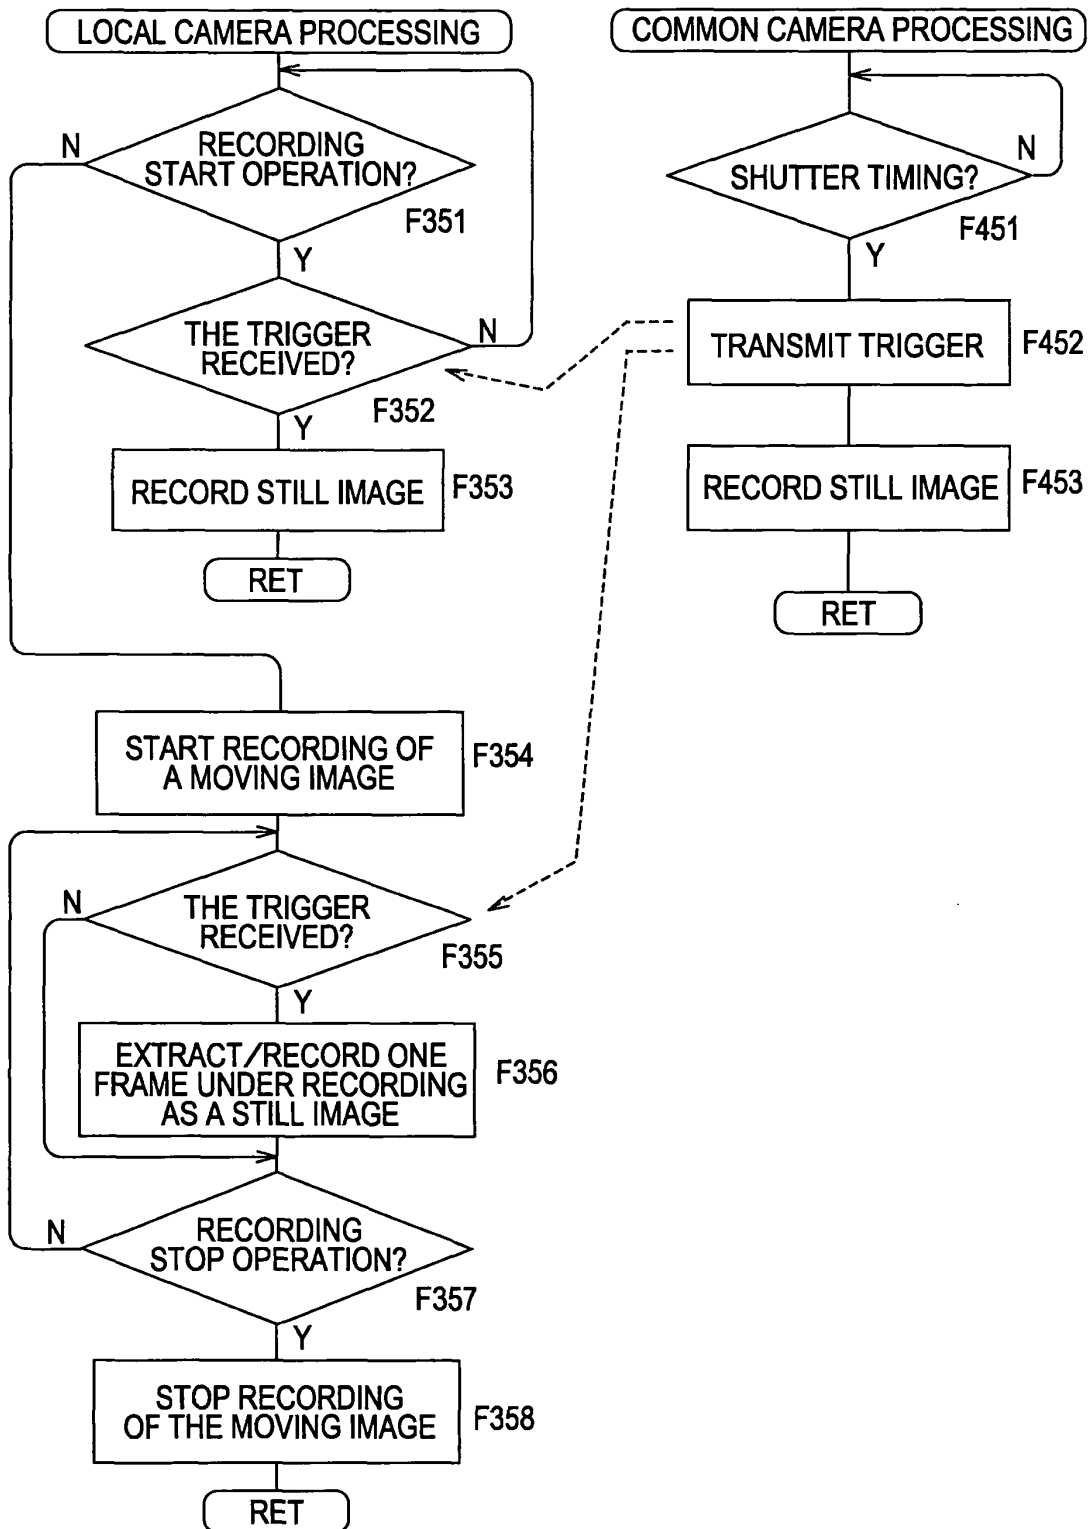 LOCAL CAMERA PROCESSING
N
RECORDING
START OPERATION?
F351
Y
THE TRIGGER
RECEIVED?
N
F352
Y
RECORD STILL IMAGE
F353
RET
START RECORDING OF
A MOVING IMAGE
F354
N
THE TRIGGER
RECEIVED?
F355
Y
EXTRACT/RECORD ONE
FRAME UNDER RECORDING
AS A STILL IMAGE
F356
N
RECORDING
STOP OPERATION?
F357
Y
STOP RECORDING
OF THE MOVING IMAGE
F358
RET
COMMON CAMERA PROCESSING
SHUTTER TIMING?
N
F451
Y
TRANSMIT TRIGGER
F452
RECORD STILL IMAGE
F453
RET